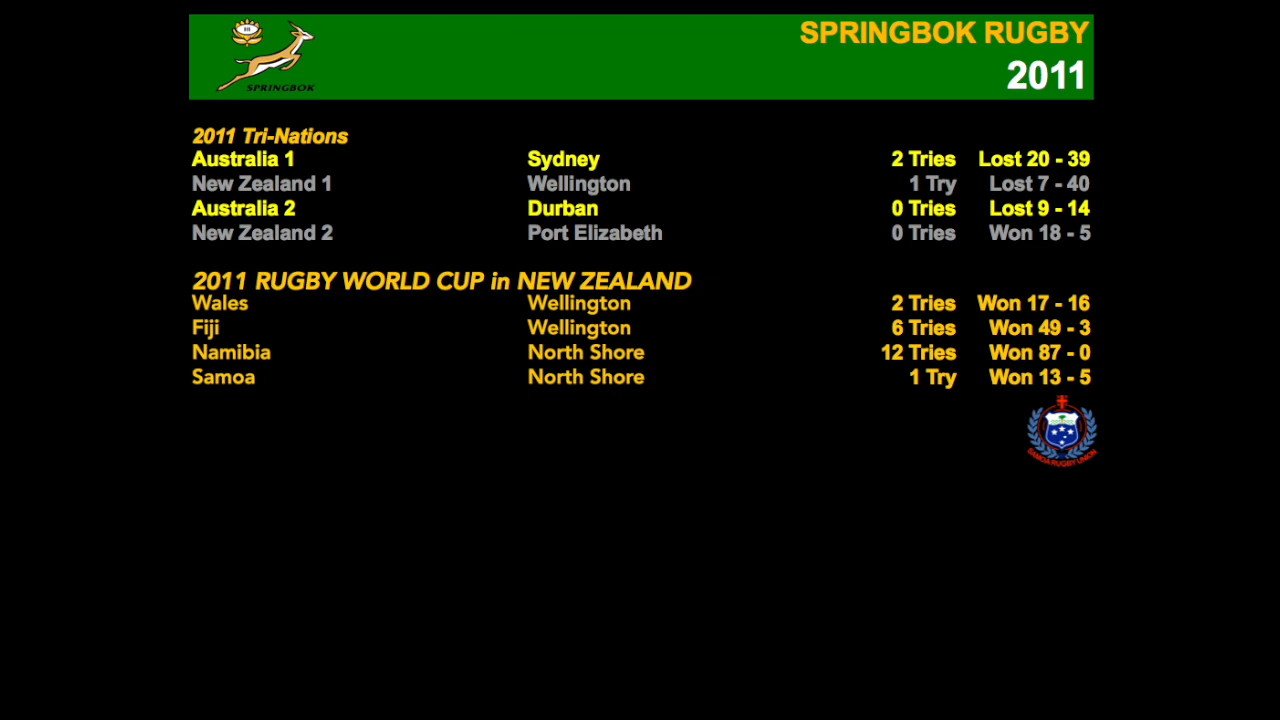 SPRINGBOK RUGBY
2011
SPRINGBOK
2011 Tri-Nations
Australia 1 Sydney 2 Tries Lost 20 - 39
New Zealand 1 Wellington 1 Try Lost 7 - 40
Australia 2 Durban 0 Tries Lost 9 - 14
New Zealand 2 Port Elizabeth 0 Tries Won 18 - 5
2011 RUGBY WORLD CUP in NEW ZEALAND
Wales Wellington 2 Tries Won 17 - 16
Fiji Wellington 6 Tries Won 49 - 3
Namibia North Shore 12 Tries Won 87 - 0
Samoa North Shore 1 Try Won 13 - 5
SAMOA RUGBY UNION